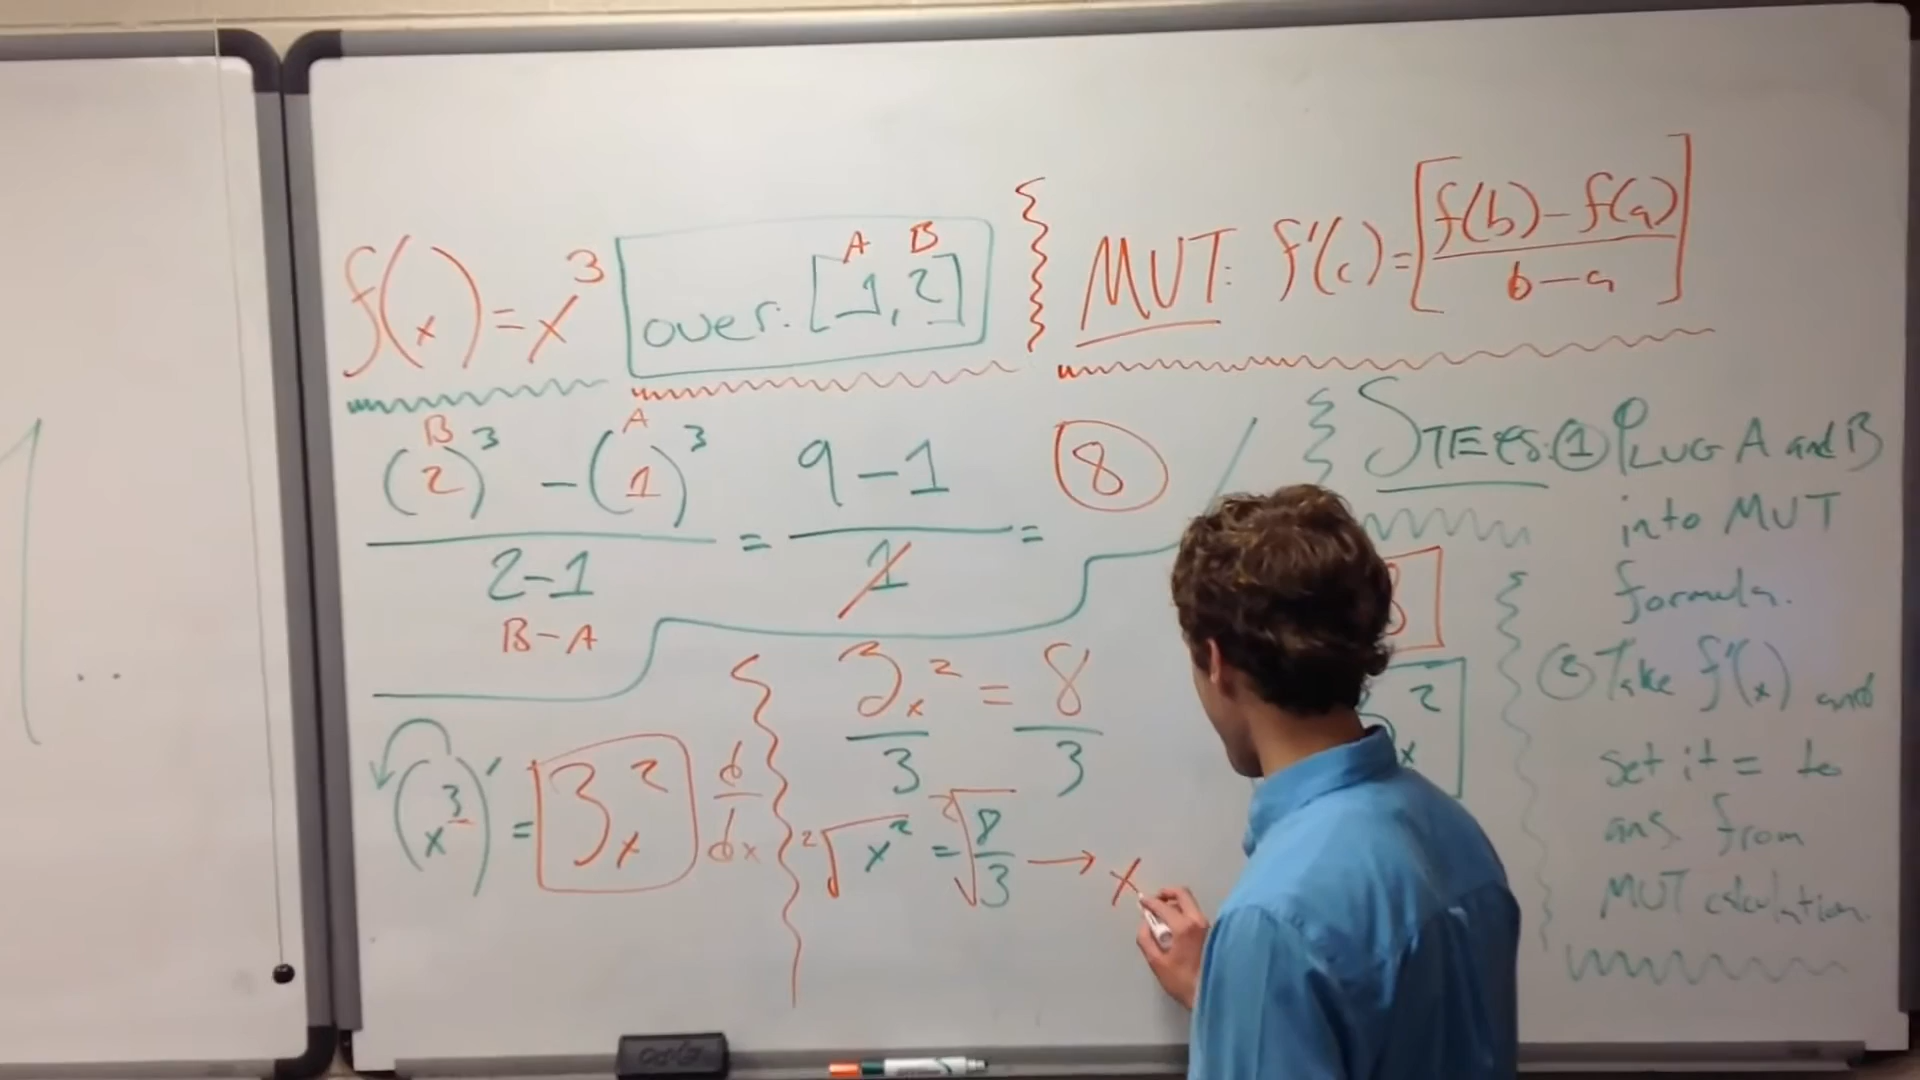 f(x) = x³
over: [1, 2]
A B
MVT: f'(c) = [f(b) - f(a) / b - a]
B A
(2)³ - (1)³ / 2 - 1 = 9 - 1 / 1 = 8
B - A
(x³)' = 3x² d/dx
3x² / 3 = 8 / 3
²√x² = ²√8/3 → x
STEPS: ① PLUG A and B
into MVT
formula.
② Take f'(x) and
set it = to
ans. from
MVT calculation.